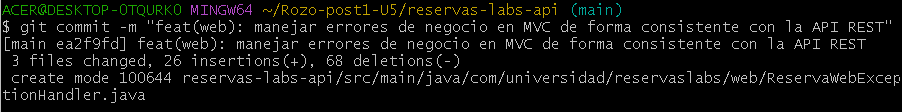 ACER@DESKTOP-OTQURKO MINGW64 ~/Rozo-post1-U5/reservas-labs-api (main)
$ git commit -m "feat(web): manejar errores de negocio en MVC de forma consistente con la API REST"
[main ea2f9fd] feat(web): manejar errores de negocio en MVC de forma consistente con la API REST
 3 files changed, 26 insertions(+), 68 deletions(-)
 create mode 100644 reservas-labs-api/src/main/java/com/universidad/reservaslabs/web/ReservaWebExcep
tionHandler.java